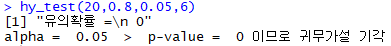 > hy_test(20,0.8,0.05,6)
[1] "유의확률 =\n 0"
alpha =  0.05  >  p-value =  0 이므로 귀무가설 기각